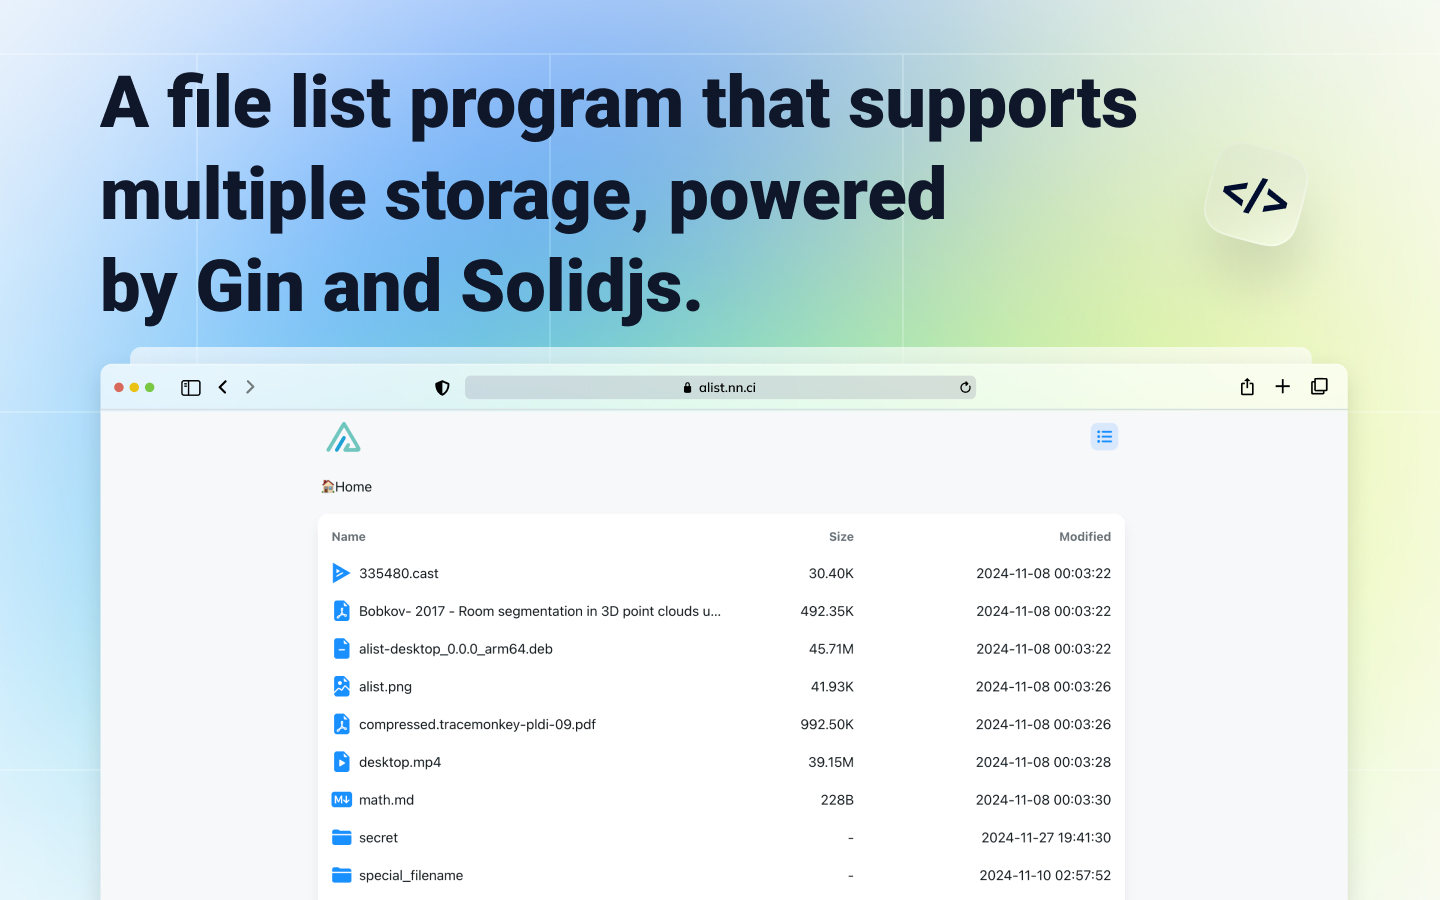 A file list program that supports
multiple storage, powered
by Gin and Solidjs.
</>
alist.nn.ci
Home
Name Size Modified
335480.cast 30.40K 2024-11-08 00:03:22
Bobkov- 2017 - Room segmentation in 3D point clouds u... 492.35K 2024-11-08 00:03:22
alist-desktop_0.0.0_arm64.deb 45.71M 2024-11-08 00:03:22
alist.png 41.93K 2024-11-08 00:03:26
compressed.tracemonkey-pldi-09.pdf 992.50K 2024-11-08 00:03:26
desktop.mp4 39.15M 2024-11-08 00:03:28
M↓ math.md 228B 2024-11-08 00:03:30
secret - 2024-11-27 19:41:30
special_filename - 2024-11-10 02:57:52